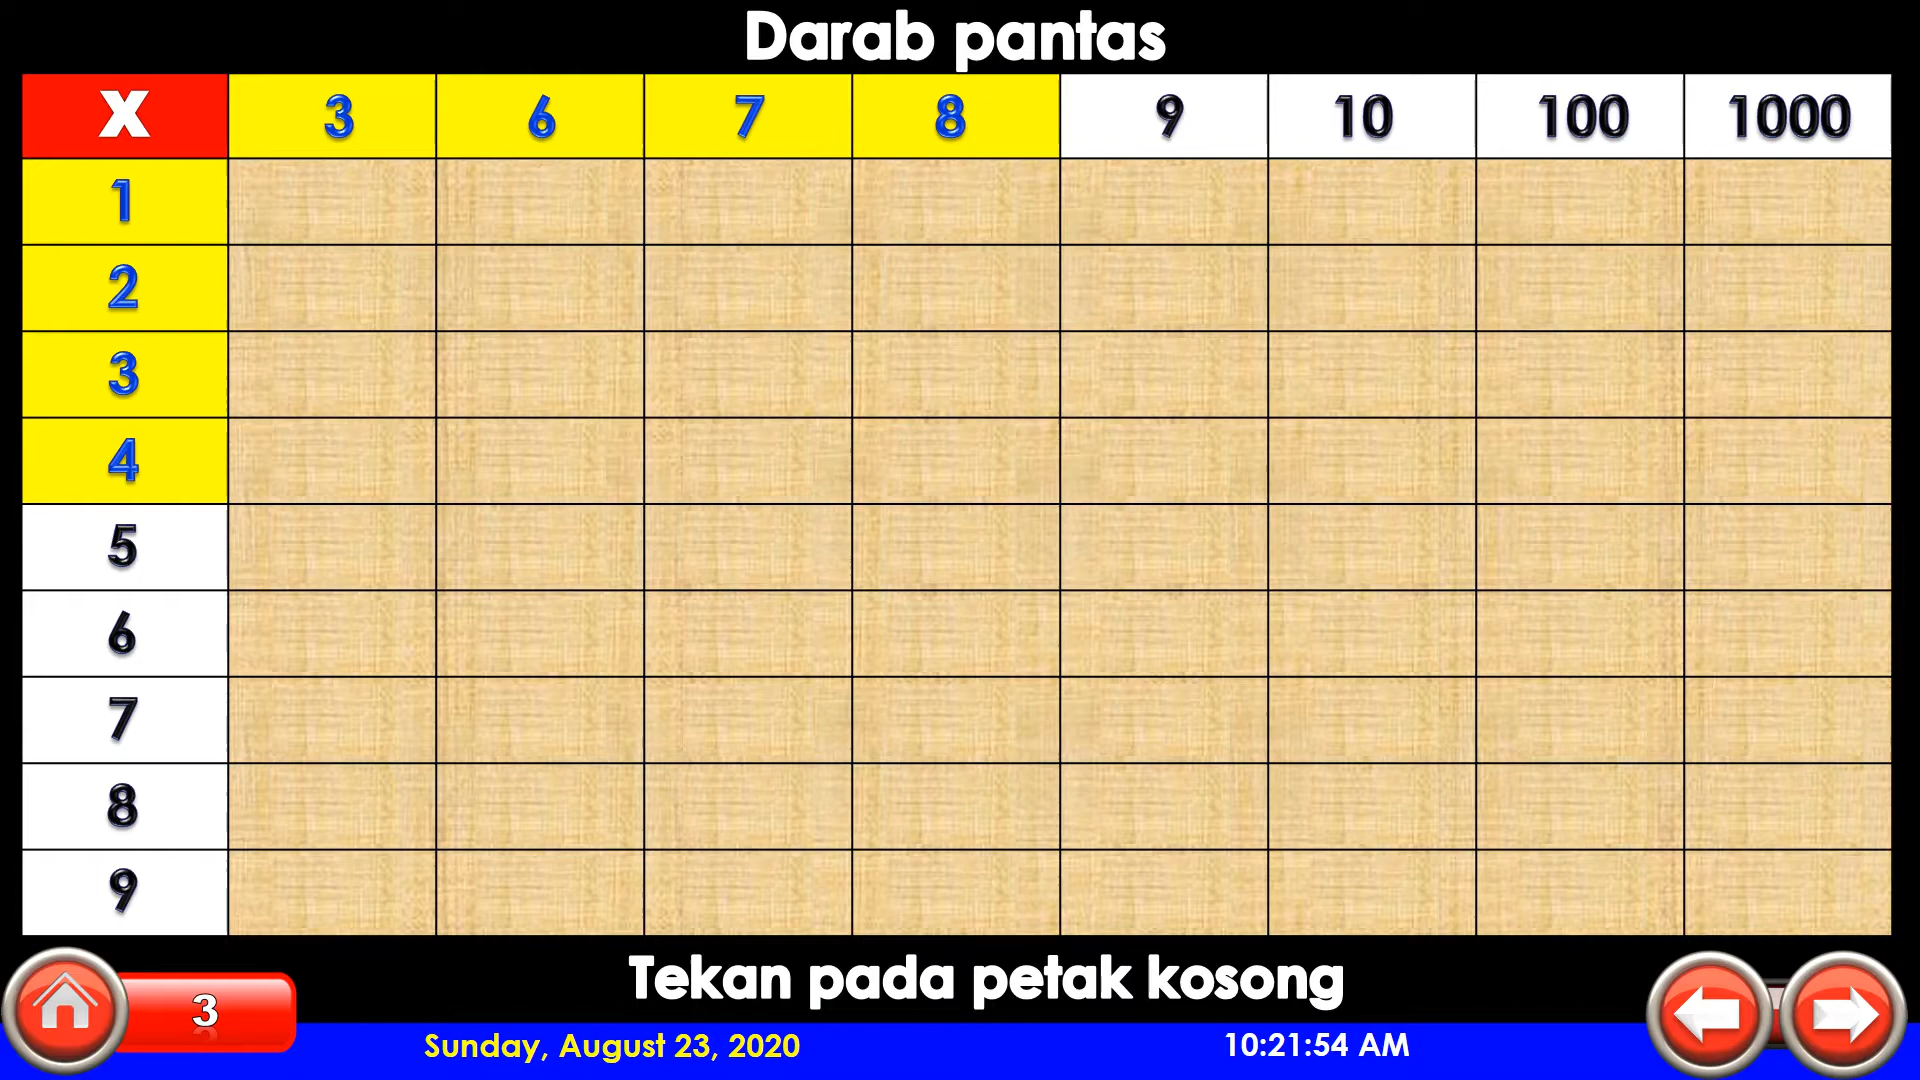 Darab pantas
X 3 6 7 8 9 10 100 1000
1
2
3
4
5
6
7
8
9
Tekan pada petak kosong
3
Sunday, August 23, 2020 10:21:54 AM